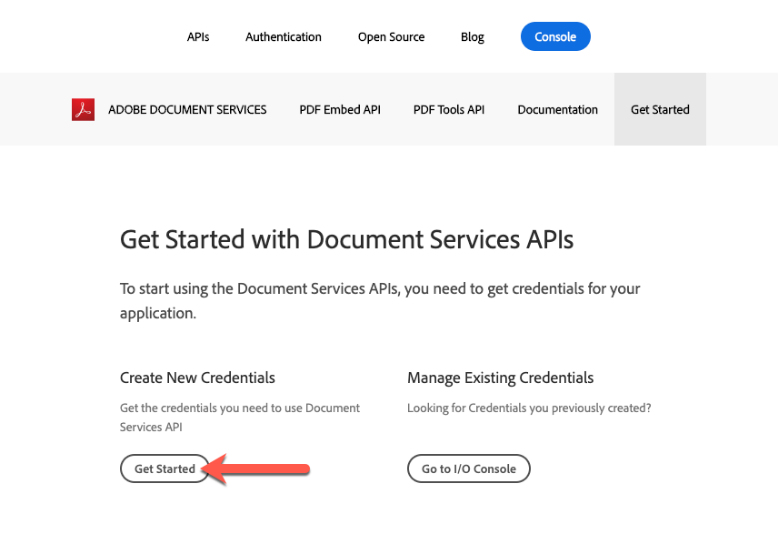 APIs Authentication Open Source Blog Console
ADOBE DOCUMENT SERVICES PDF Embed API PDF Tools API Documentation Get Started
Get Started with Document Services APIs
To start using the Document Services APIs, you need to get credentials for your
application.
Create New Credentials
Get the credentials you need to use Document
Services API
Get Started
Manage Existing Credentials
Looking for Credentials you previously created?
Go to I/O Console